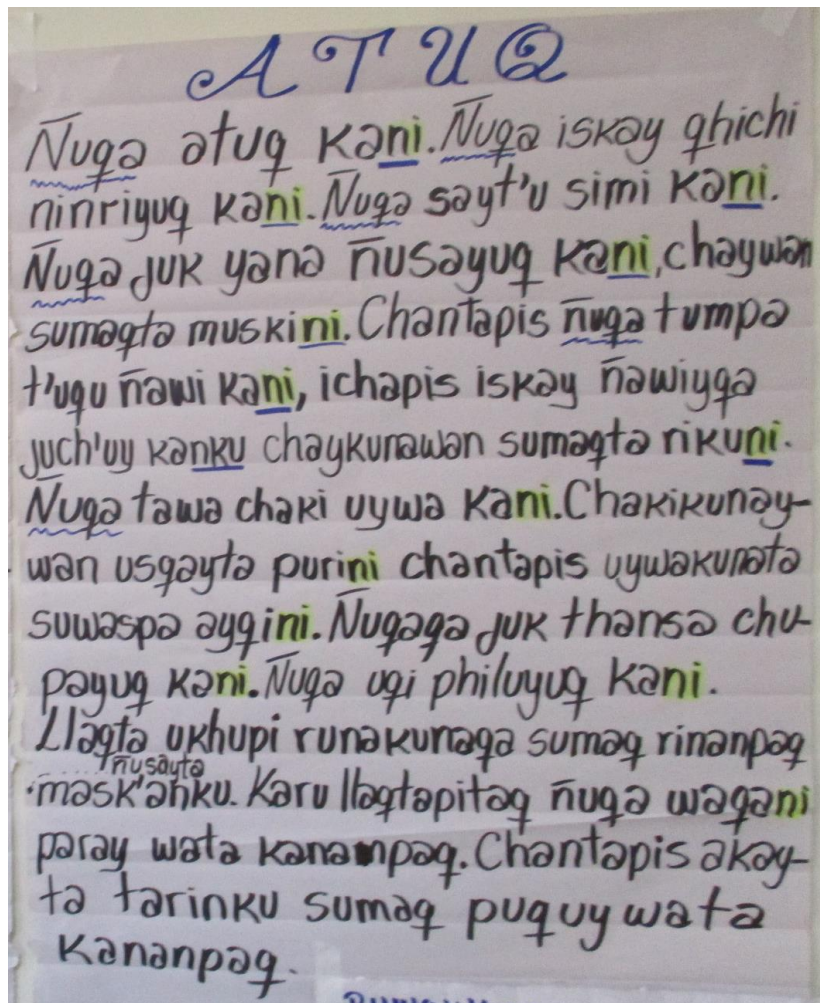 ATUQ
Ñuqa atuq kani. Ñuqa iskay qhichi
ninriyuq kani. Ñuqa sayt'u simi kani.
Ñuqa juk yana ñusayuq kani, chaywan
sumaqta muskini. Chantapis ñuqa tumpa
t'uqu ñawi kani, ichapis iskay ñawiyqa
juch'uy kanku chaykunawan sumaqta rikuni.
Ñuqa tawa chaki uywa kani. Chakikunay-
wan usqayta purini chantapis uywakunata
suwaspa ayqini. Ñuqaqa juk thansa chu-
payuq kani. Ñuqa uqi philuyuq kani.
Llaqta ukhupi runakunaqa sumaq rinanpaq
ñusayta
mask'anku. Karu llaqtapitaq ñuqa waqani
paray wata kananpaq. Chantapis akay-
ta tarinku sumaq puquy wata
kananpaq.